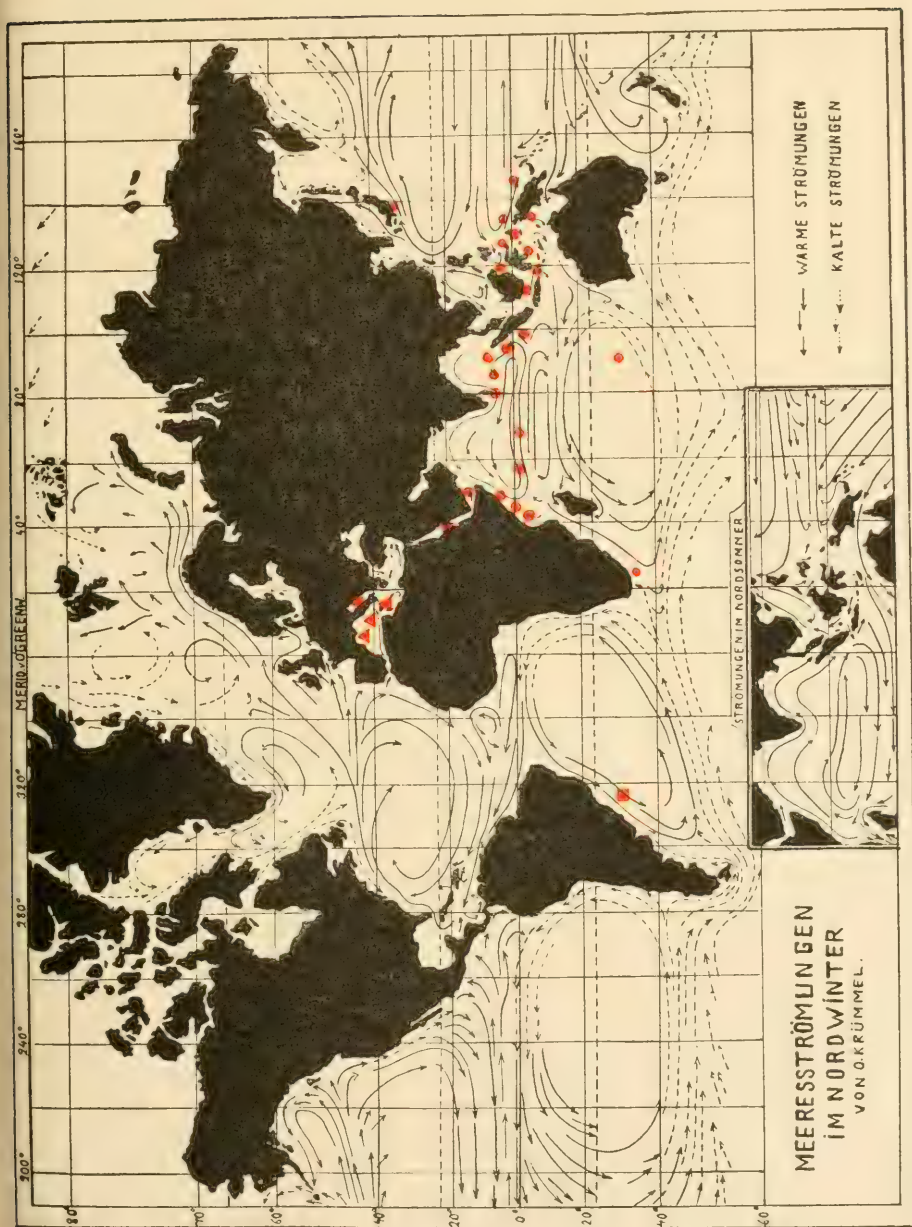 MEERESSTRÖMUNGEN
IM NORDWINTER
VON O. KRÜMMEL.
STRÖMUNGEN IM NORDSOMMER
WARME STRÖMUNGEN
KALTE STRÖMUNGEN
200°
240°
280°
320°
MERID. v. GREENW.
40°
80°
120°
160°
80°
60°
40°
20°
0°
20
40
60